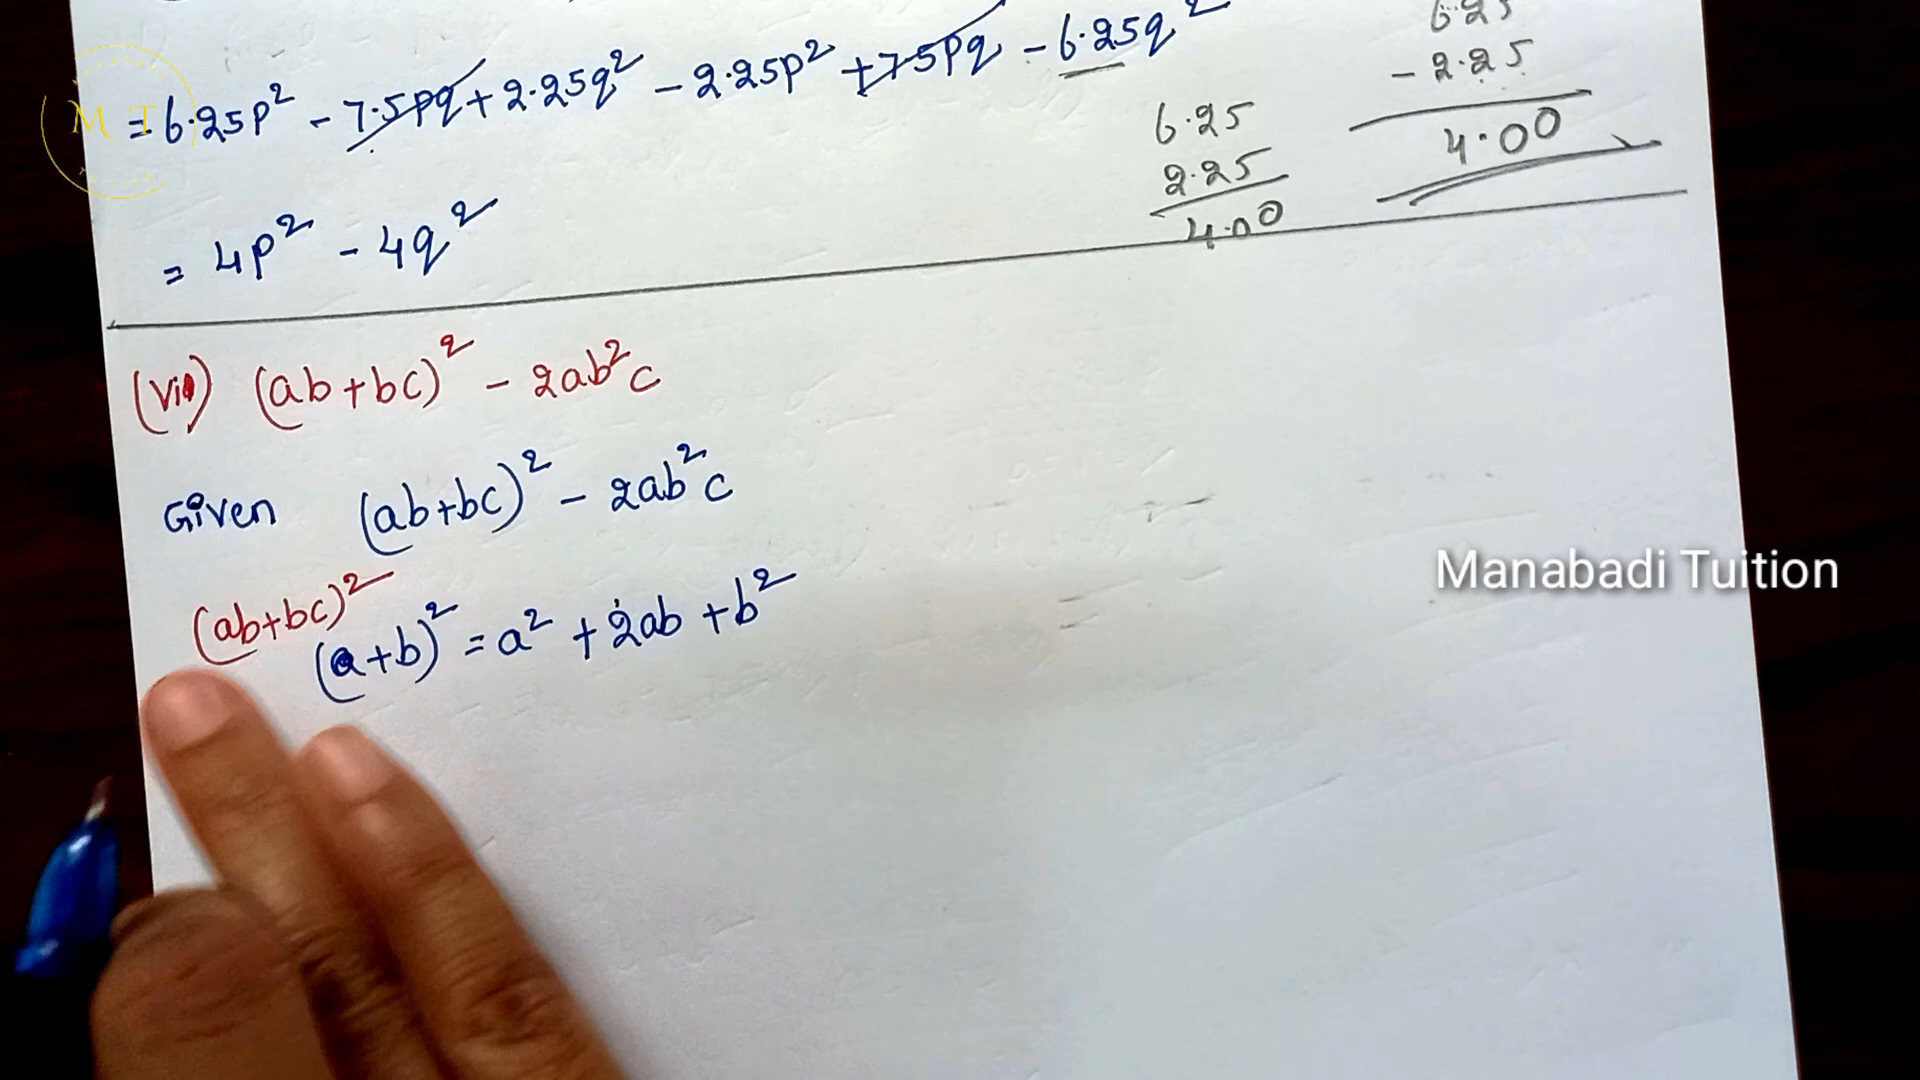 = 6.25p² - 7.5pq + 2.25q² - 2.25p² + 7.5pq - 6.25q²
= 4p² - 4q²
6.25
2.25
4.00
6.25
- 2.25
4.00
(vii) (ab+bc)² - 2ab²c
Given (ab+bc)² - 2ab²c
(ab+bc)²
(a+b)² = a² + 2ab + b²
M T
Manabadi Tuition